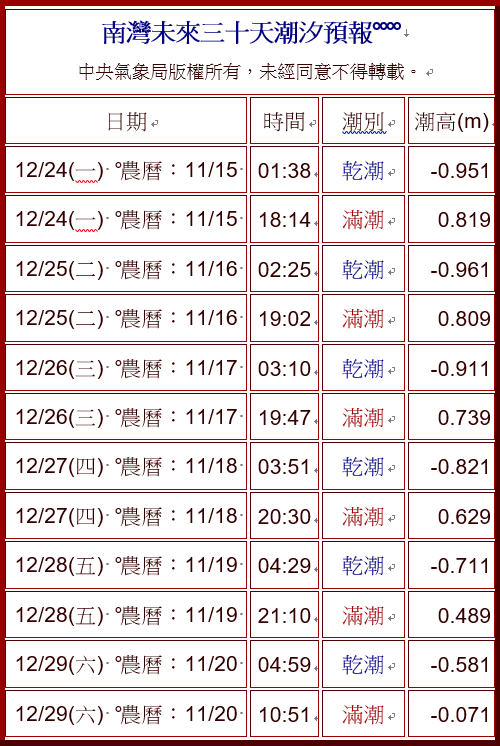 南灣未來三十天潮汐預報°°°°
中央氣象局版權所有，未經同意不得轉載。
日期 時間 潮別 潮高(m)
12/24(一) °農曆：11/15 01:38 乾潮 -0.951
12/24(一) °農曆：11/15 18:14 滿潮 0.819
12/25(二) °農曆：11/16 02:25 乾潮 -0.961
12/25(二) °農曆：11/16 19:02 滿潮 0.809
12/26(三) °農曆：11/17 03:10 乾潮 -0.911
12/26(三) °農曆：11/17 19:47 滿潮 0.739
12/27(四) °農曆：11/18 03:51 乾潮 -0.821
12/27(四) °農曆：11/18 20:30 滿潮 0.629
12/28(五) °農曆：11/19 04:29 乾潮 -0.711
12/28(五) °農曆：11/19 21:10 滿潮 0.489
12/29(六) °農曆：11/20 04:59 乾潮 -0.581
12/29(六) °農曆：11/20 10:51 滿潮 -0.071